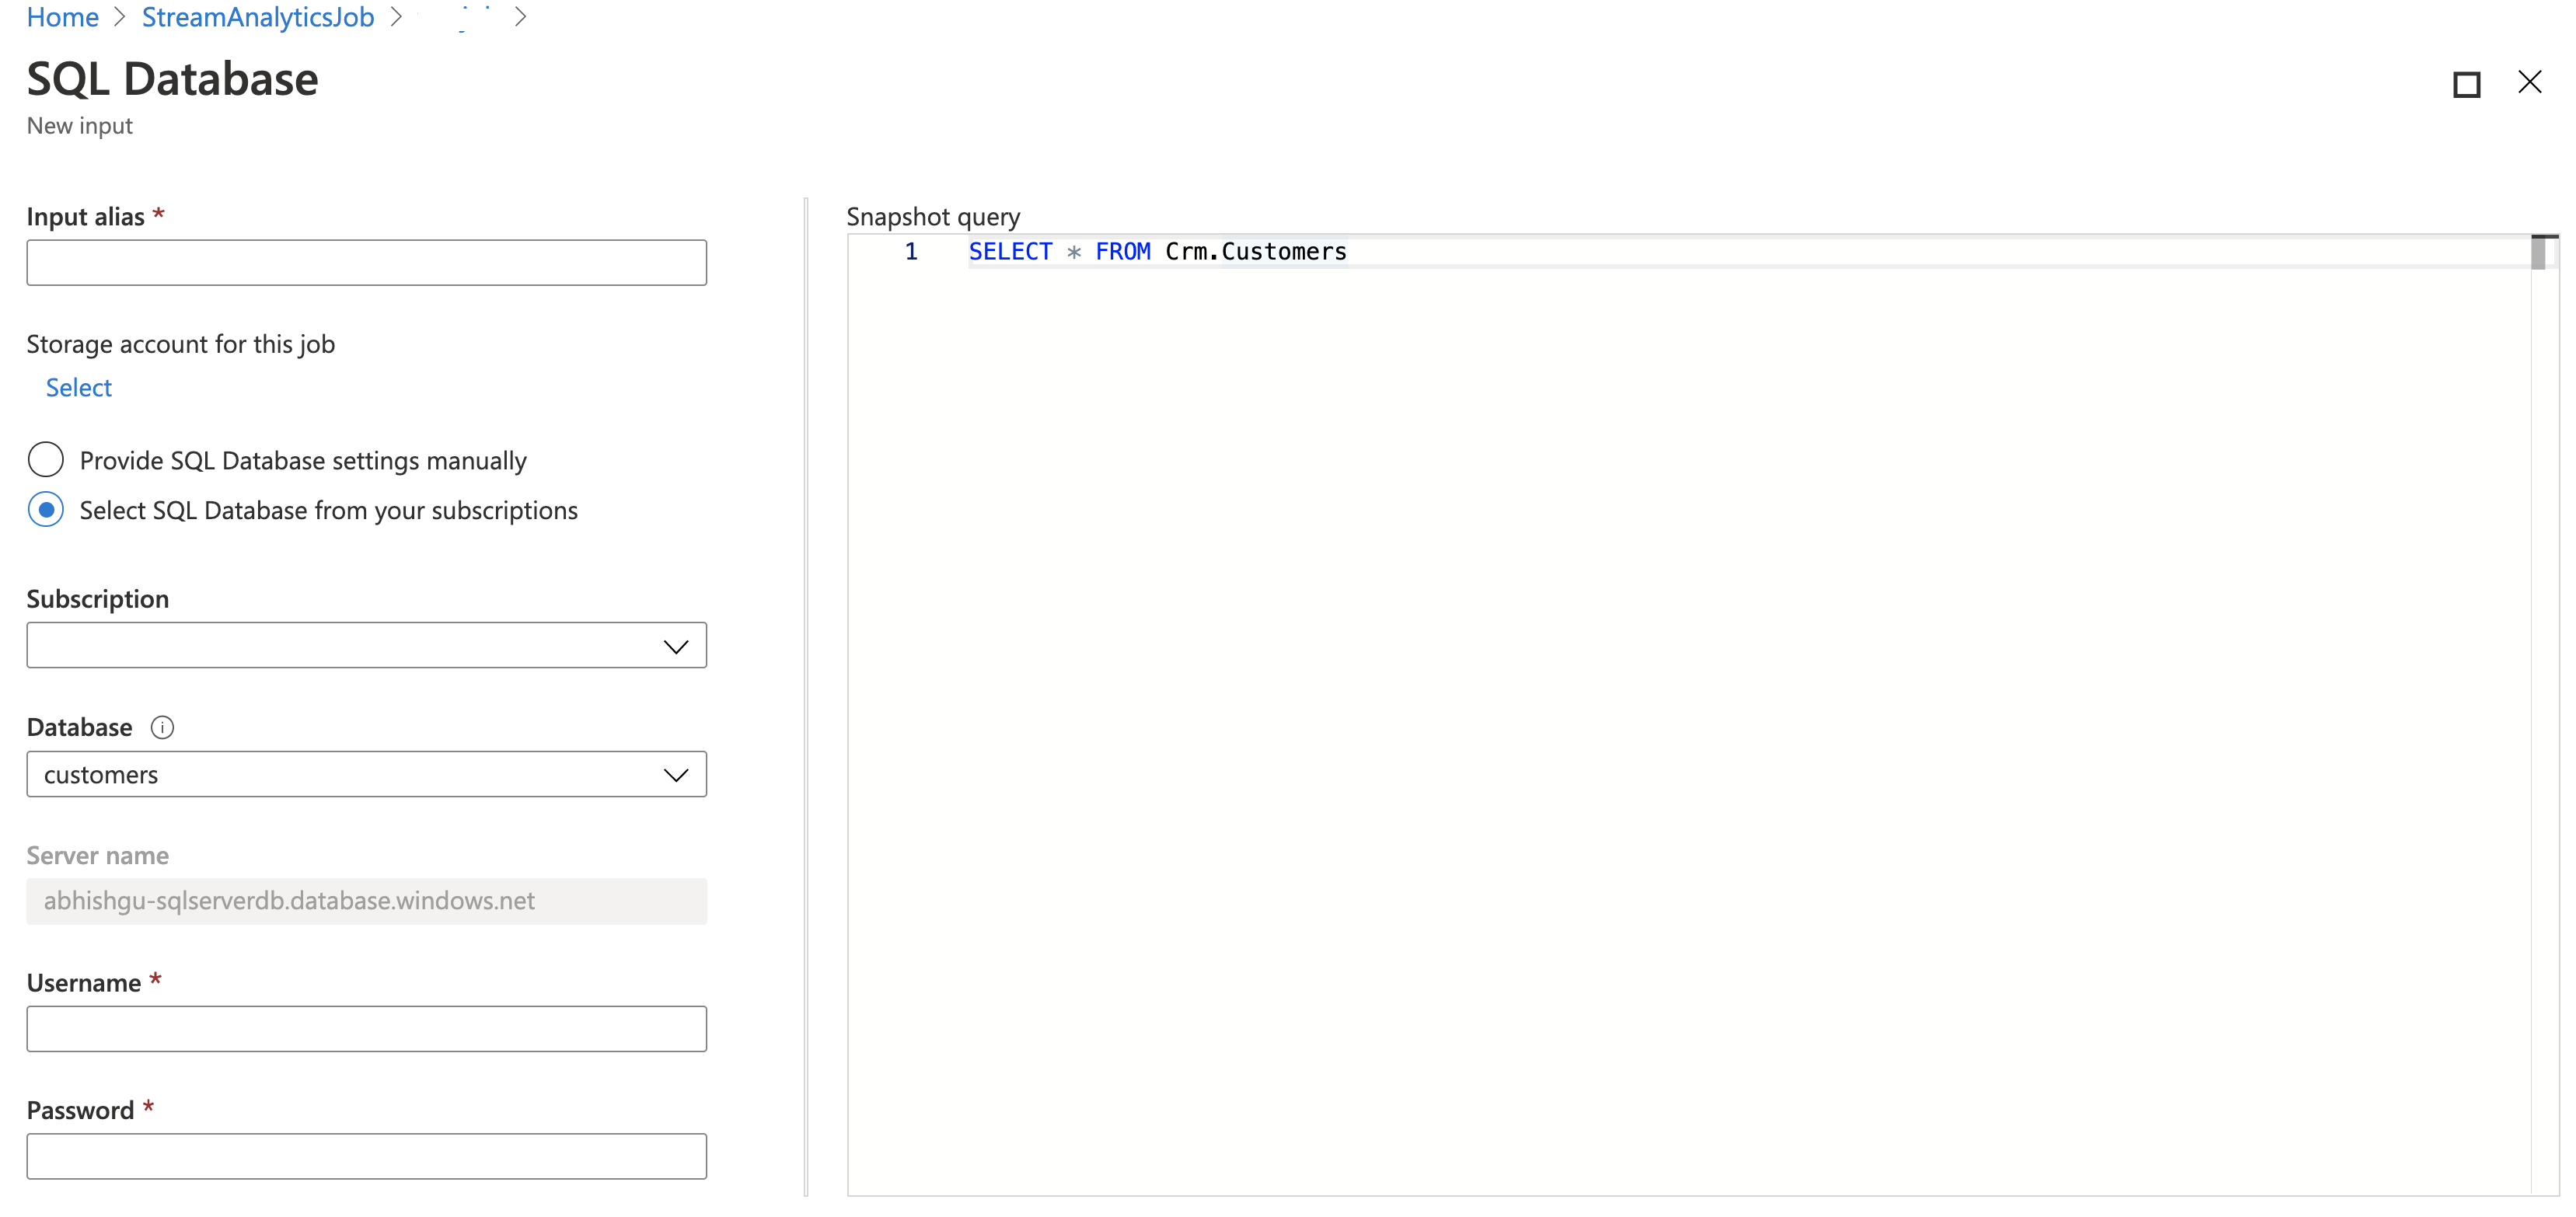 Home > StreamAnalyticsJob > >
SQL Database
New input
Input alias *
Storage account for this job
Select
Provide SQL Database settings manually
Select SQL Database from your subscriptions
Subscription
Database
customers
Server name
abhishgu-sqlserverdb.database.windows.net
Username *
Password *
Snapshot query
1 SELECT * FROM Crm.Customers